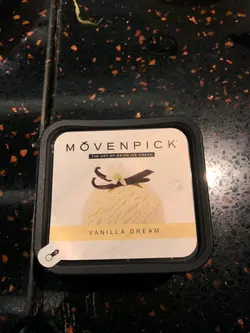 MÖVENPICK
THE ART OF SWISS ICE CREAM
VANILLA DREAM